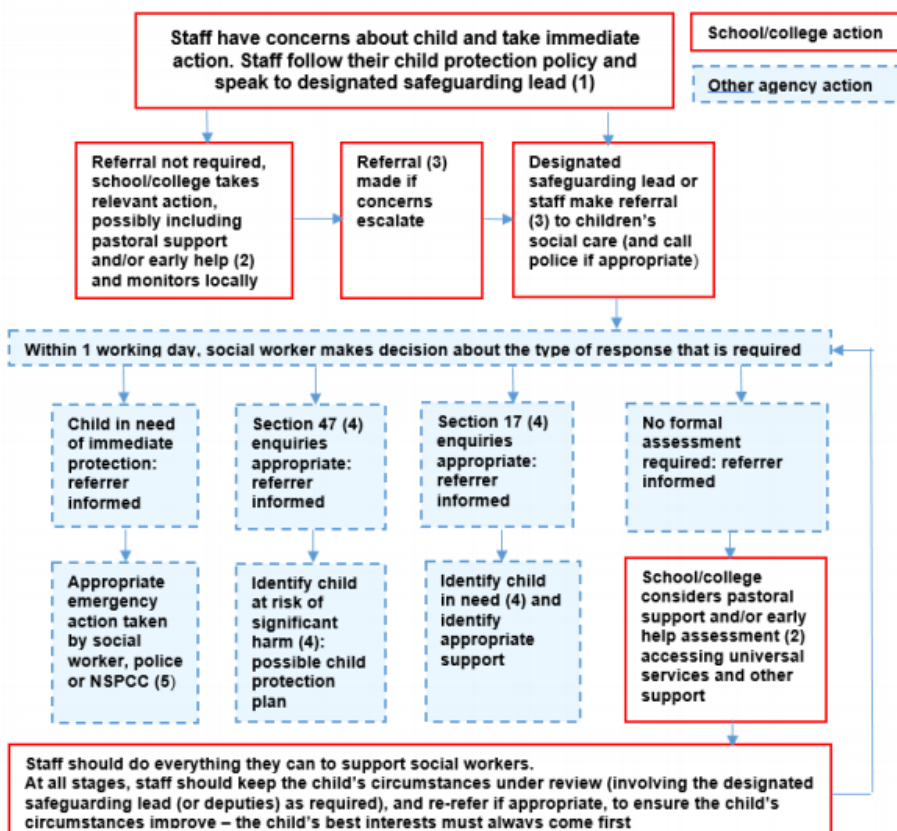 Staff have concerns about child and take immediate
action. Staff follow their child protection policy and
speak to designated safeguarding lead (1)
School/college action
Other agency action
Referral not required,
school/college takes
relevant action,
possibly including
pastoral support
and/or early help (2)
and monitors locally
Referral (3)
made if
concerns
escalate
Designated
safeguarding lead or
staff make referral
(3) to children's
social care (and call
police if appropriate)
Within 1 working day, social worker makes decision about the type of response that is required
Child in need
of immediate
protection:
referrer
informed
Section 47 (4)
enquiries
appropriate:
referrer
informed
Section 17 (4)
enquiries
appropriate:
referrer
informed
No formal
assessment
required: referrer
informed
Appropriate
emergency
action taken
by social
worker, police
or NSPCC (5)
Identify child
at risk of
significant
harm (4):
possible child
protection
plan
Identify child
in need (4) and
identify
appropriate
support
School/college
considers pastoral
support and/or early
help assessment (2)
accessing universal
services and other
support
Staff should do everything they can to support social workers.
At all stages, staff should keep the child's circumstances under review (involving the designated
safeguarding lead (or deputies) as required), and re-refer if appropriate, to ensure the child's
circumstances improve – the child's best interests must always come first